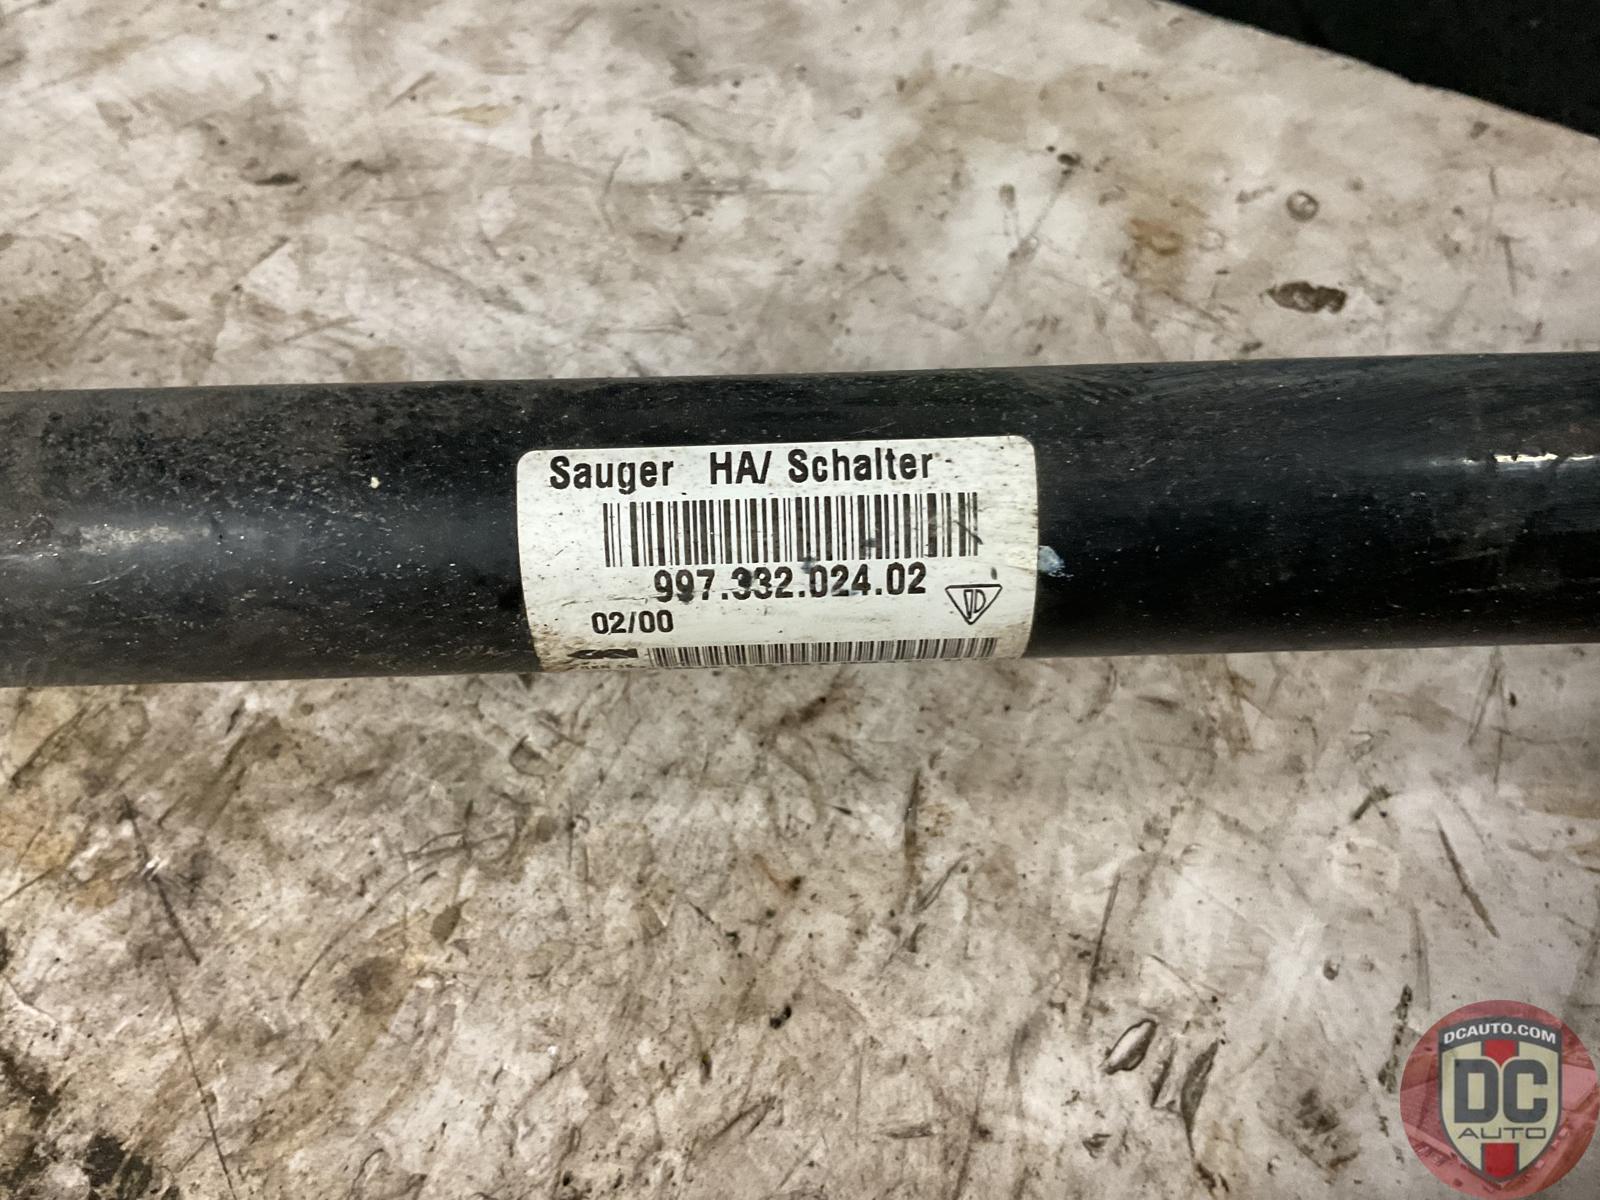 Sauger HA/ Schalter
997.332.024.02
02/00
DCAUTO.COM
DC
AUTO